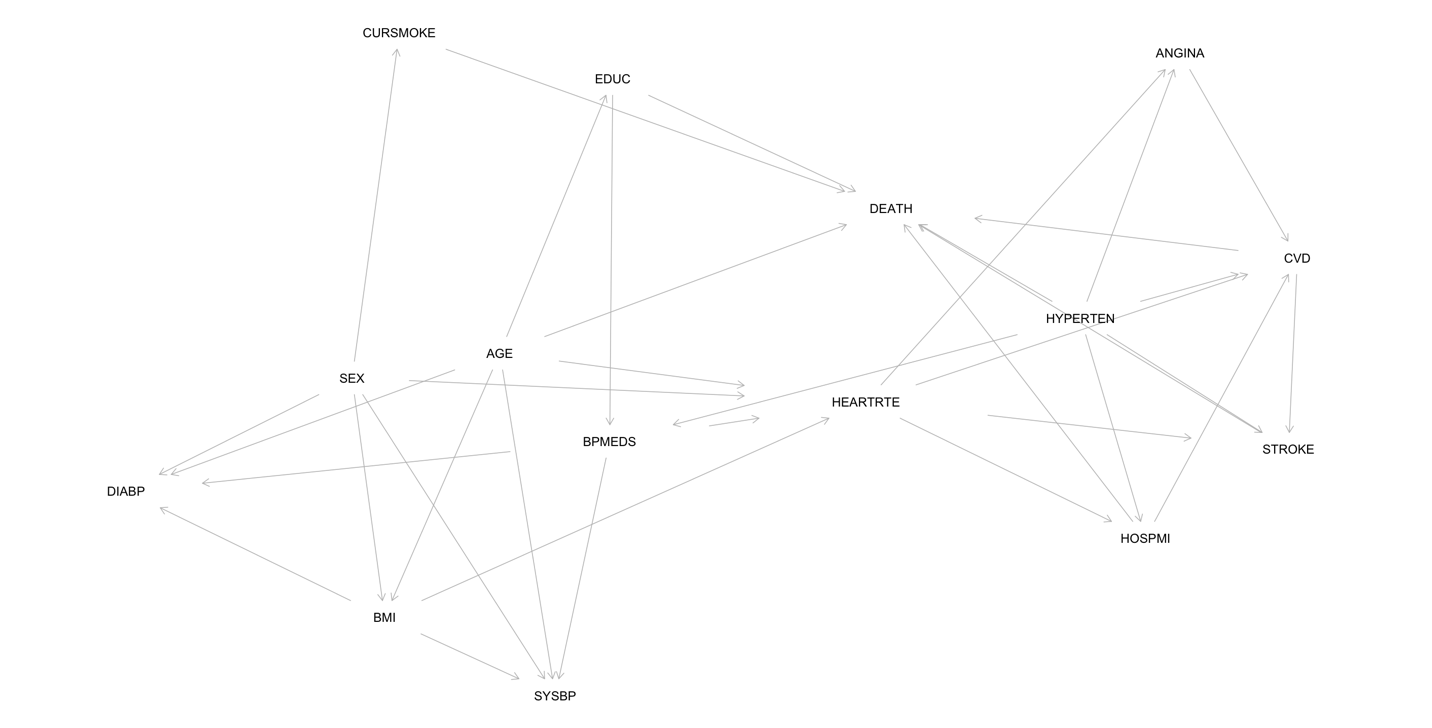 CURSMOKE
ANGINA
EDUC
DEATH
CVD
HYPERTEN
AGE
SEX
HEARTRTE
BPMEDS
STROKE
DIABP
HOSPMI
BMI
SYSBP